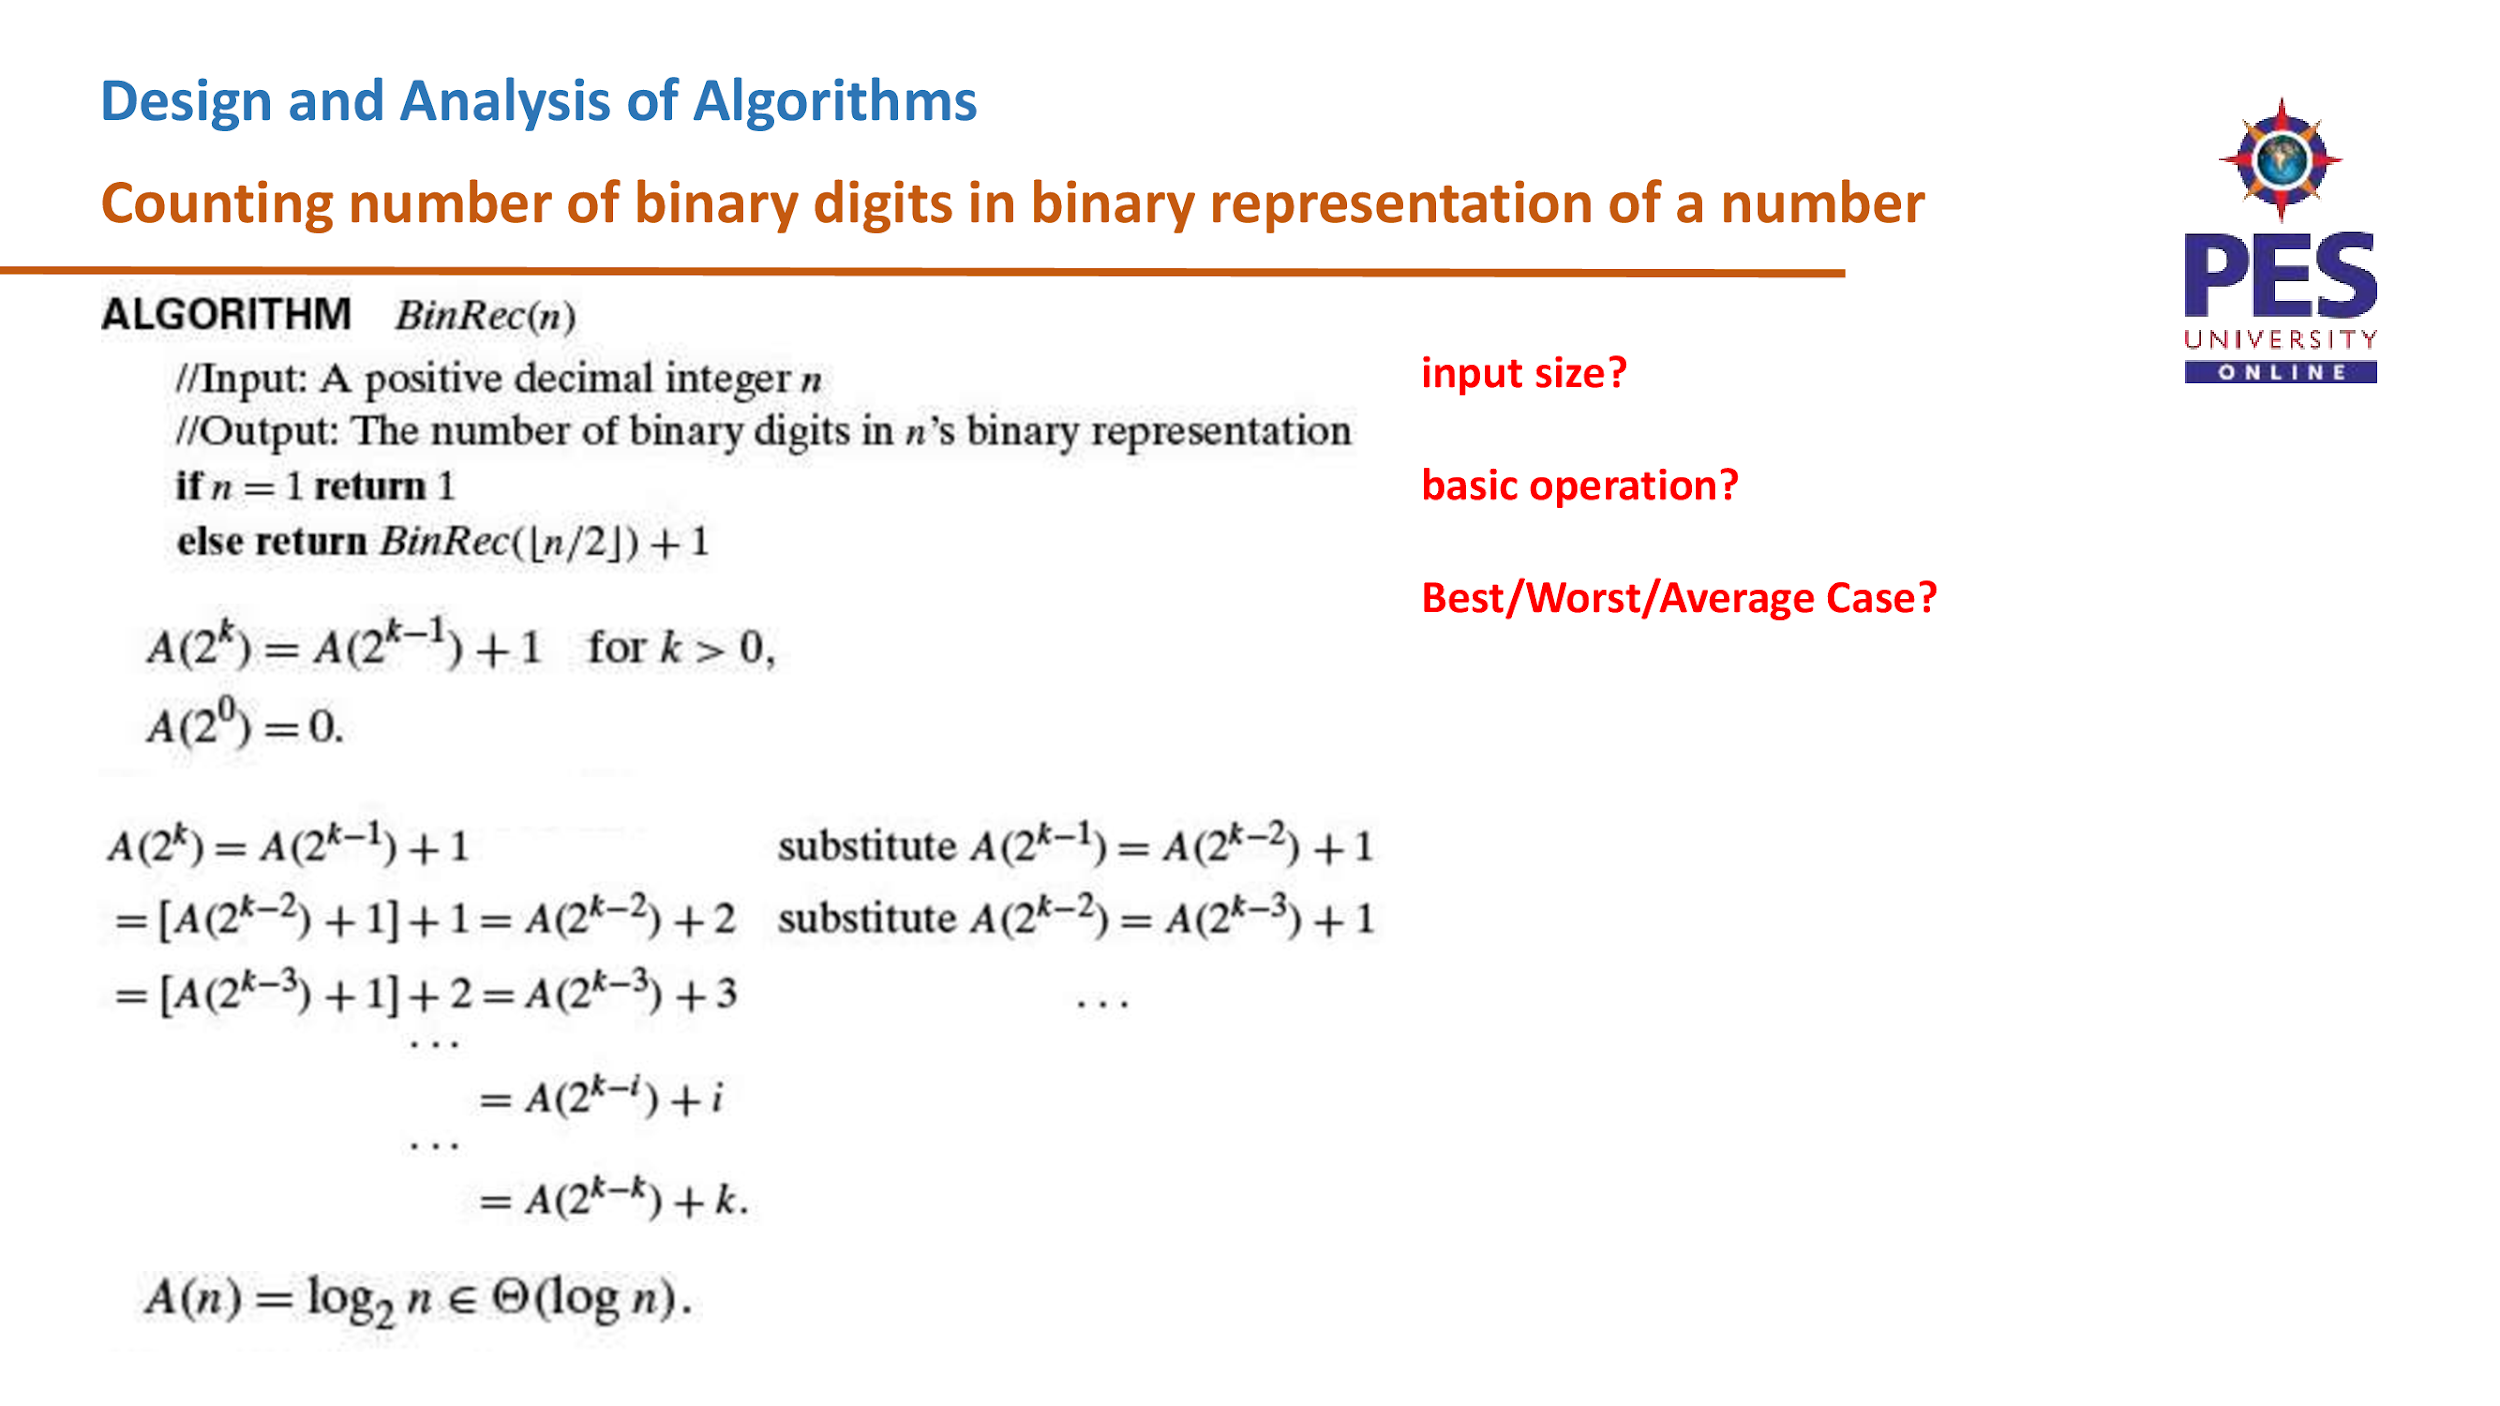 Design and Analysis of Algorithms
Counting number of binary digits in binary representation of a number
PES
UNIVERSITY
ONLINE
ALGORITHM BinRec(n)
//Input: A positive decimal integer n
//Output: The number of binary digits in n's binary representation
if n = 1 return 1
else return BinRec(⌊n/2⌋) + 1
input size?
basic operation?
Best/Worst/Average Case?
A(2^k) = A(2^{k−1}) + 1 for k > 0,
A(2^0) = 0.
A(2^k) = A(2^{k−1}) + 1 substitute A(2^{k−1}) = A(2^{k−2}) + 1
= [A(2^{k−2}) + 1] + 1 = A(2^{k−2}) + 2 substitute A(2^{k−2}) = A(2^{k−3}) + 1
= [A(2^{k−3}) + 1] + 2 = A(2^{k−3}) + 3 ...
...
= A(2^{k−i}) + i
...
= A(2^{k−k}) + k.
A(n) = log₂ n ∈ Θ(log n).